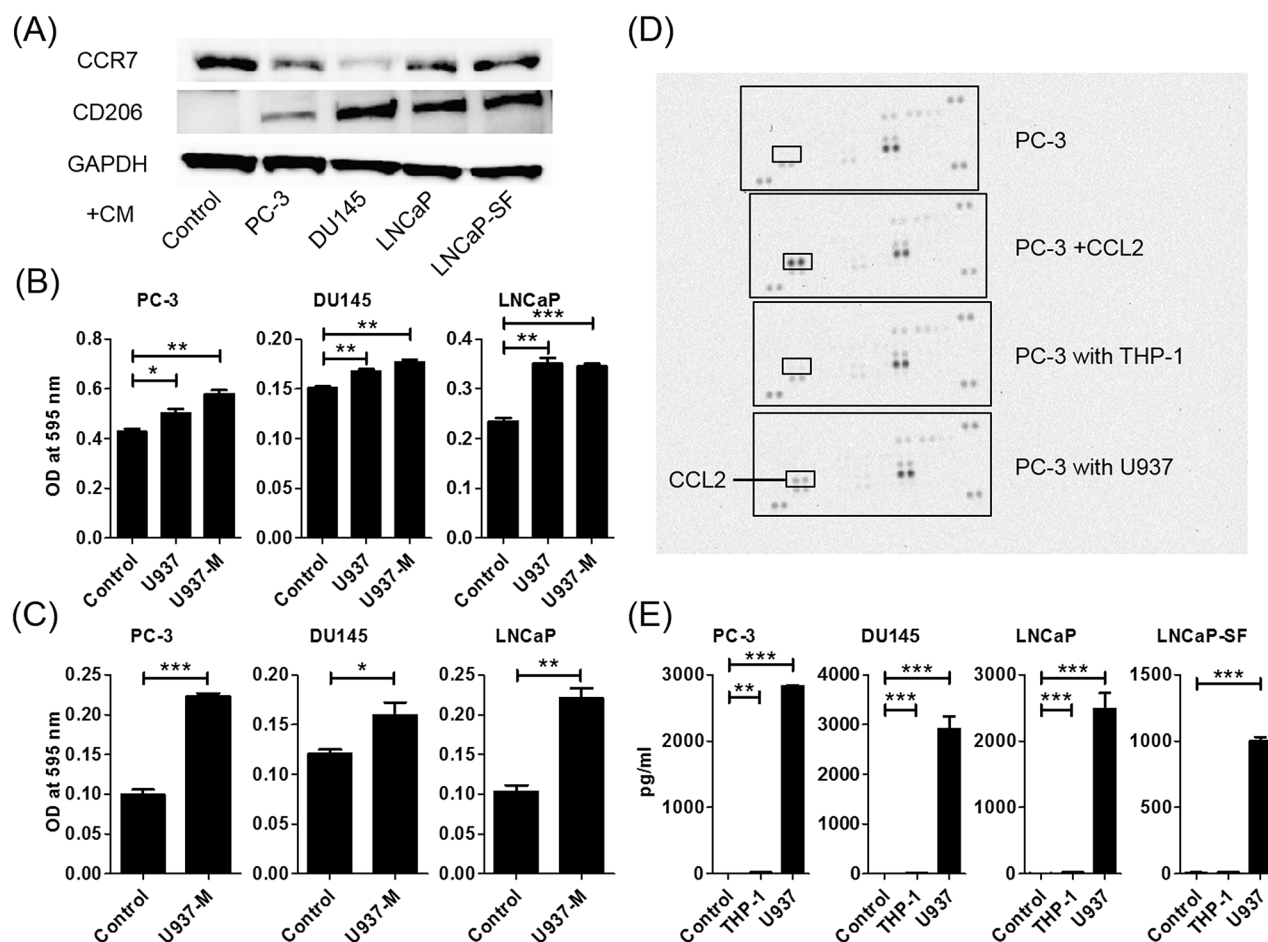 (A)
CCR7
CD206
GAPDH
+CM
Control
PC-3
DU145
LNCaP
LNCaP-SF
(B)
PC-3
DU145
LNCaP
OD at 595 nm
0.8
0.6
0.4
0.2
0.0
**
*
Control
U937
U937-M
0.20
0.15
0.10
0.05
0.00
**
**
Control
U937
U937-M
0.4
0.3
0.2
0.1
0.0
***
**
Control
U937
U937-M
(C)
PC-3
DU145
LNCaP
OD at 595 nm
0.25
0.20
0.15
0.10
0.05
0.00
***
Control
U937-M
0.20
0.15
0.10
0.05
0.00
*
Control
U937-M
0.25
0.20
0.15
0.10
0.05
0.00
**
Control
U937-M
(D)
PC-3
PC-3 +CCL2
PC-3 with THP-1
PC-3 with U937
CCL2
(E)
PC-3
DU145
LNCaP
LNCaP-SF
pg/ml
3000
2000
1000
0
***
**
Control
THP-1
U937
4000
3000
2000
1000
0
***
***
Control
THP-1
U937
3000
2000
1000
0
***
***
Control
THP-1
U937
1500
1000
500
0
***
Control
THP-1
U937